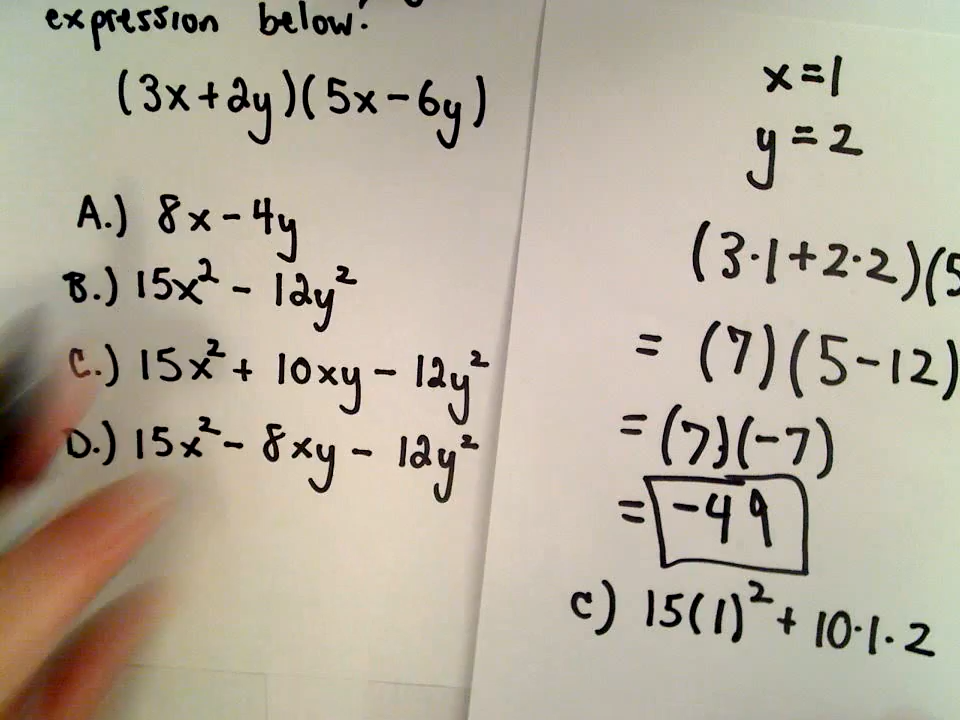 expression below?
(3x+2y)(5x-6y)
A.) 8x-4y
B.) 15x² - 12y²
C.) 15x² + 10xy - 12y²
D.) 15x² - 8xy - 12y²
x=1
y=2
(3·1+2·2)(5
= (7)(5-12)
= (7)(-7)
= -49
c) 15(1)² + 10·1·2